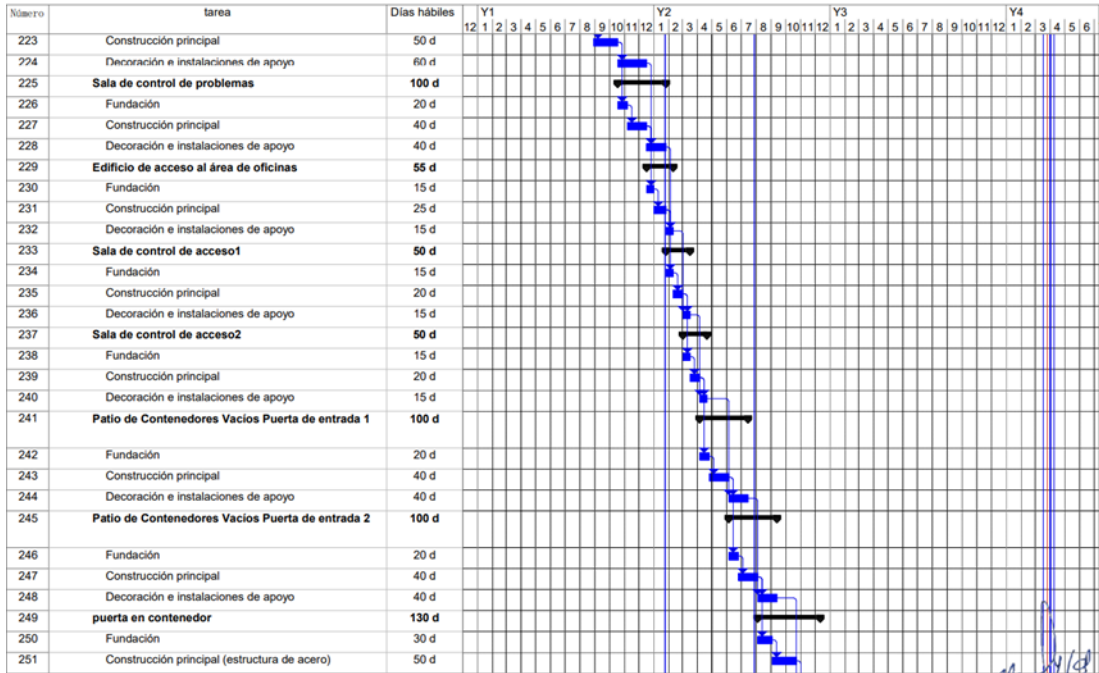 Número tarea Días hábiles Y1 Y2 Y3 Y4
12 1 2 3 4 5 6 7 8 9 10 11 12 1 2 3 4 5 6 7 8 9 10 11 12 1 2 3 4 5 6 7 8 9 10 11 12 1 2 3 4 5 6
223 Construcción principal 50 d
224 Decoración e instalaciones de apoyo 60 d
225 Sala de control de problemas 100 d
226 Fundación 20 d
227 Construcción principal 40 d
228 Decoración e instalaciones de apoyo 40 d
229 Edificio de acceso al área de oficinas 55 d
230 Fundación 15 d
231 Construcción principal 25 d
232 Decoración e instalaciones de apoyo 15 d
233 Sala de control de acceso1 50 d
234 Fundación 15 d
235 Construcción principal 20 d
236 Decoración e instalaciones de apoyo 15 d
237 Sala de control de acceso2 50 d
238 Fundación 15 d
239 Construcción principal 20 d
240 Decoración e instalaciones de apoyo 15 d
241 Patio de Contenedores Vacíos Puerta de entrada 1 100 d
242 Fundación 20 d
243 Construcción principal 40 d
244 Decoración e instalaciones de apoyo 40 d
245 Patio de Contenedores Vacíos Puerta de entrada 2 100 d
246 Fundación 20 d
247 Construcción principal 40 d
248 Decoración e instalaciones de apoyo 40 d
249 puerta en contenedor 130 d
250 Fundación 30 d
251 Construcción principal (estructura de acero) 50 d